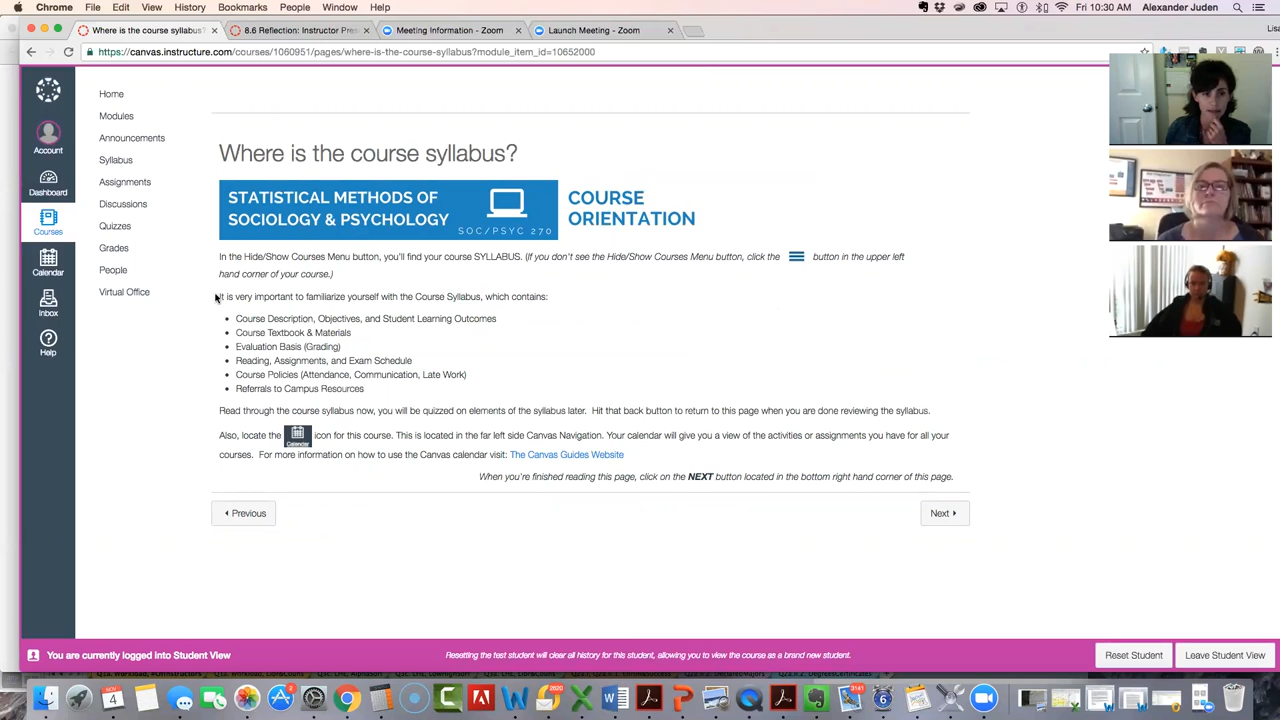 Chrome File Edit View History Bookmarks People Window Help Fri 10:30 AM Alexander Juden
Where is the course syllabus? 8.6 Reflection: Instructor Pres Meeting Information - Zoom Launch Meeting - Zoom Lisa
https://canvas.instructure.com/courses/1060951/pages/where-is-the-course-syllabus?module_item_id=10652000
Account
Dashboard
Courses
Calendar
Inbox
Help
Home
Modules
Announcements
Syllabus
Assignments
Discussions
Quizzes
Grades
People
Virtual Office
Where is the course syllabus?
STATISTICAL METHODS OF
SOCIOLOGY & PSYCHOLOGY
SOC/PSYC 270
COURSE
ORIENTATION
In the Hide/Show Courses Menu button, you'll find your course SYLLABUS. (If you don't see the Hide/Show Courses Menu button, click the button in the upper left
hand corner of your course.)
It is very important to familiarize yourself with the Course Syllabus, which contains:
Course Description, Objectives, and Student Learning Outcomes
Course Textbook & Materials
Evaluation Basis (Grading)
Reading, Assignments, and Exam Schedule
Course Policies (Attendance, Communication, Late Work)
Referrals to Campus Resources
Read through the course syllabus now, you will be quizzed on elements of the syllabus later. Hit that back button to return to this page when you are done reviewing the syllabus.
Also, locate the Calendar icon for this course. This is located in the far left side Canvas Navigation. Your calendar will give you a view of the activities or assignments you have for all your
courses. For more information on how to use the Canvas calendar visit: The Canvas Guides Website
When you're finished reading this page, click on the NEXT button located in the bottom right hand corner of this page.
Previous
Next
You are currently logged into Student View
Resetting the test student will clear all history for this student, allowing you to view the course as a brand new student.
Reset Student
Leave Student View